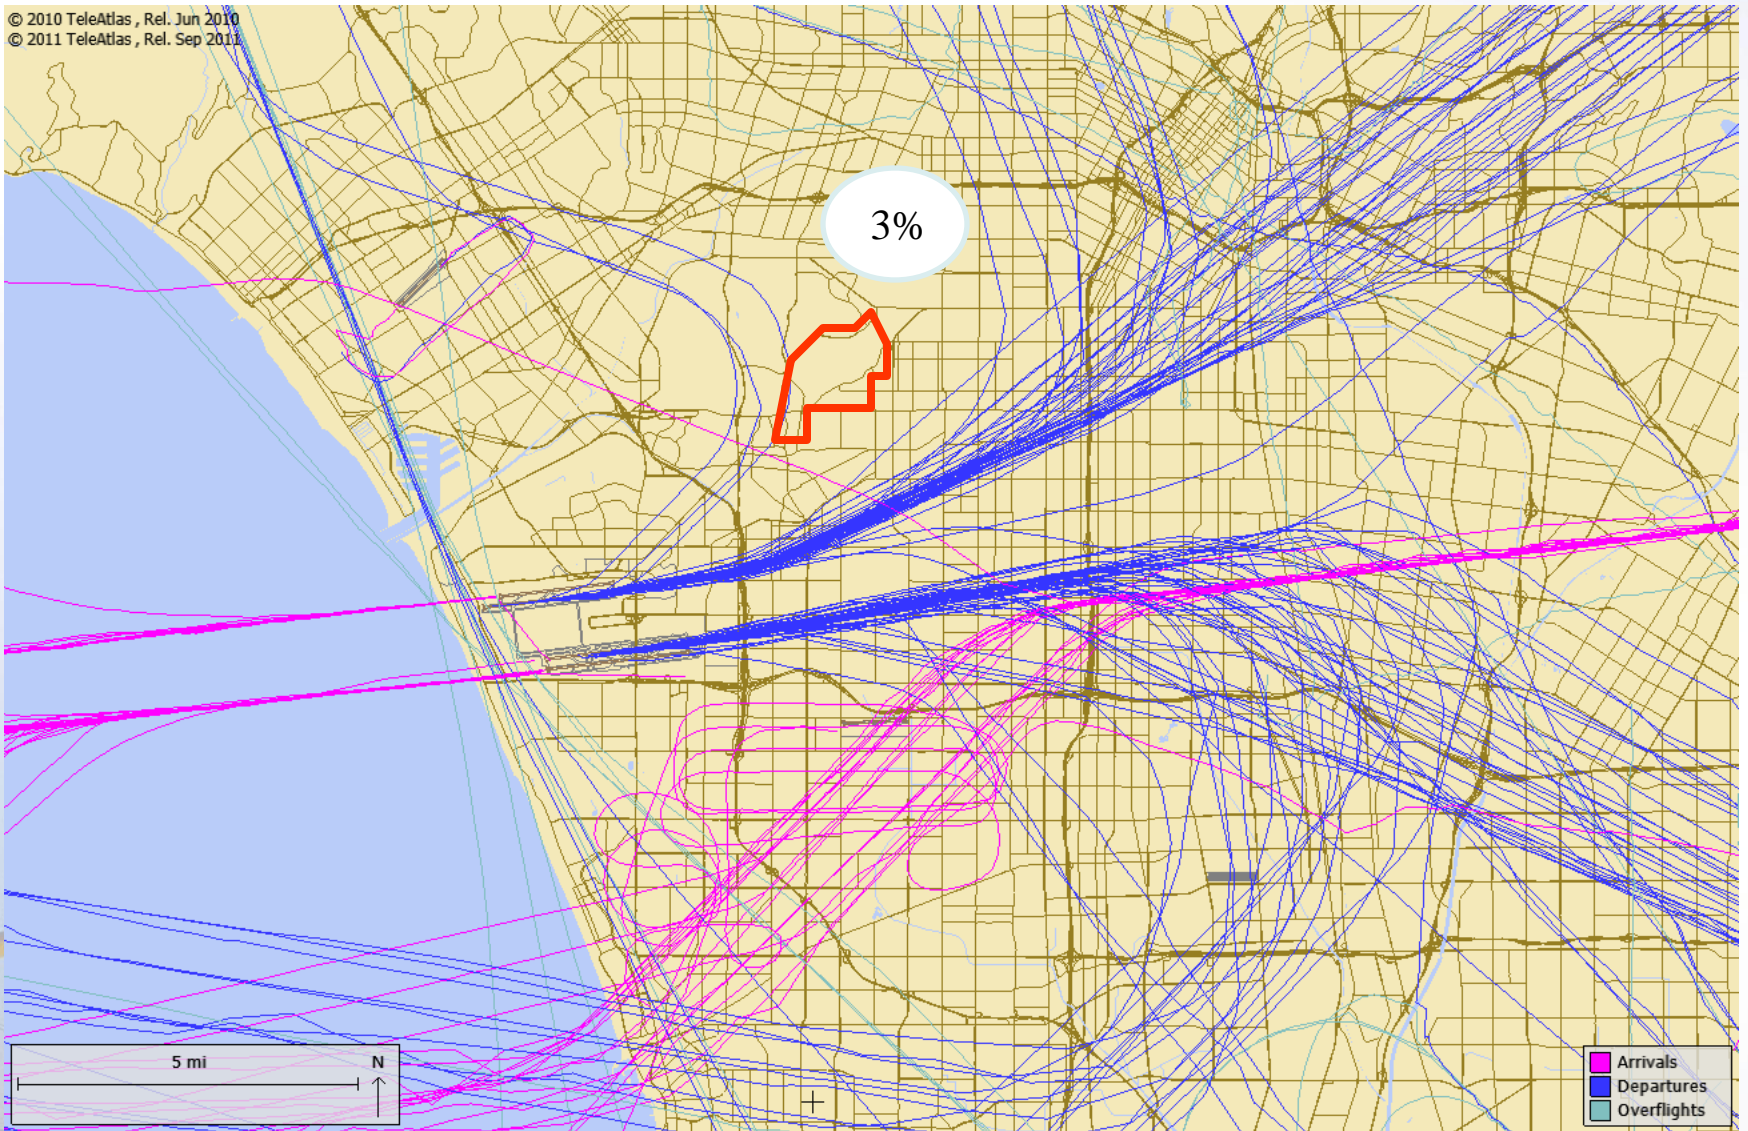 © 2010 TeleAtlas , Rel. Jun 2010
© 2011 TeleAtlas , Rel. Sep 2011
3%
5 mi
N
Arrivals
Departures
Overflights